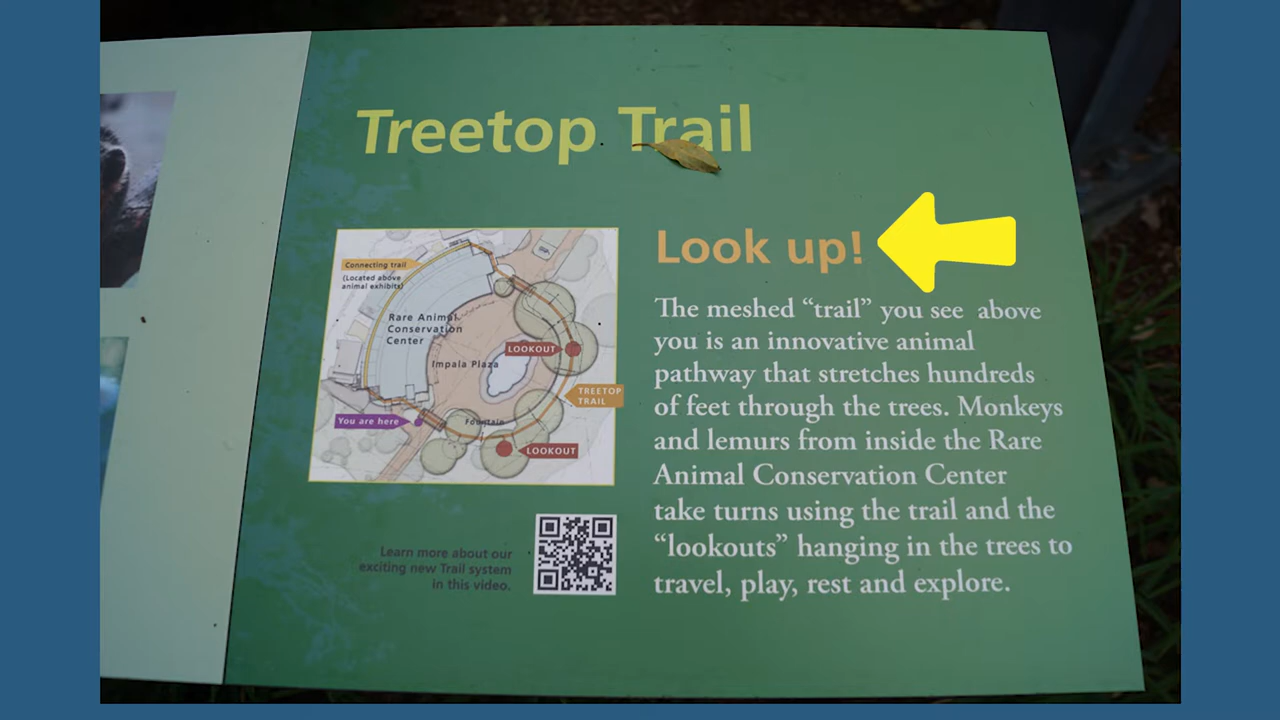 Treetop Trail
Connecting trail
(Located above
animal exhibits)
Rare Animal
Conservation
Center
Impala Plaza
LOOKOUT
TREETOP
TRAIL
You are here
Fountain
LOOKOUT
Learn more about our
exciting new Trail system
in this video.
Look up!
The meshed “trail” you see above
you is an innovative animal
pathway that stretches hundreds
of feet through the trees. Monkeys
and lemurs from inside the Rare
Animal Conservation Center
take turns using the trail and the
“lookouts” hanging in the trees to
travel, play, rest and explore.